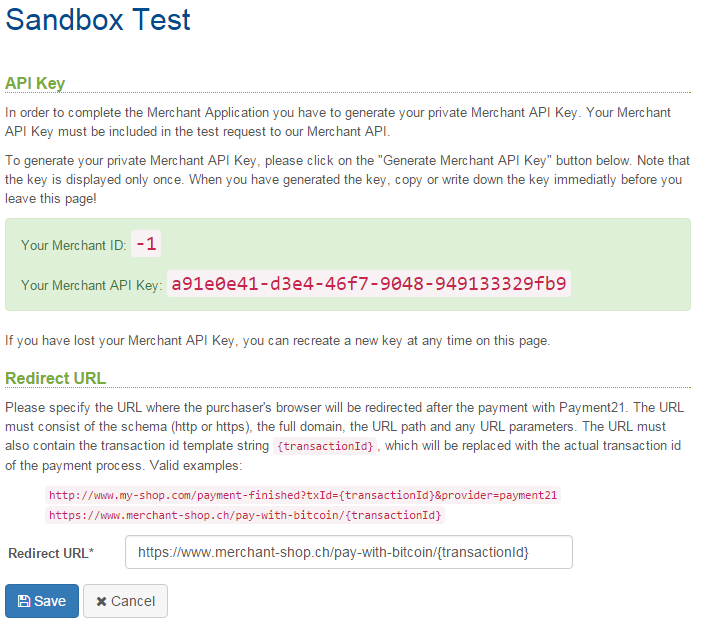 Sandbox Test
API Key
In order to complete the Merchant Application you have to generate your private Merchant API Key. Your Merchant
API Key must be included in the test request to our Merchant API.
To generate your private Merchant API Key, please click on the "Generate Merchant API Key" button below. Note that
the key is displayed only once. When you have generated the key, copy or write down the key immediately before you
leave this page!
Your Merchant ID: -1
Your Merchant API Key: a91e0e41-d3e4-46f7-9048-949133329fb9
If you have lost your Merchant API Key, you can recreate a new key at any time on this page.
Redirect URL
Please specify the URL where the purchaser's browser will be redirected after the payment with Payment21. The URL
must consist of the schema (http or https), the full domain, the URL path and any URL parameters. The URL must
also contain the transaction id template string {transactionId}, which will be replaced with the actual transaction id
of the payment process. Valid examples:
http://www.my-shop.com/payment-finished?txId={transactionId}&provider=payment21
https://www.merchant-shop.ch/pay-with-bitcoin/{transactionId}
Redirect URL* https://www.merchant-shop.ch/pay-with-bitcoin/{transactionId}
Save Cancel